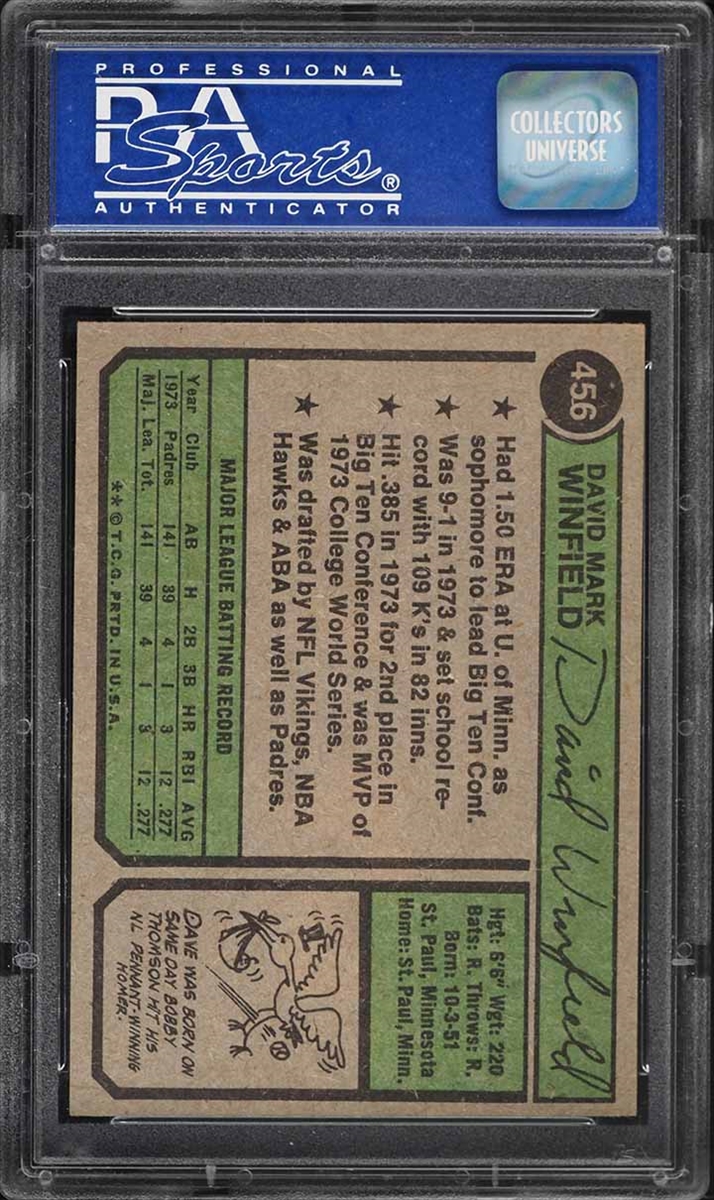 PROFESSIONAL
PSA
Sports®
AUTHENTICATOR
COLLECTORS
UNIVERSE
456
DAVID MARK
WINFIELD
David Winfield
★ Had 1.50 ERA at U. of Minn. as
sophomore to lead Big Ten Conf.
★ Was 9-1 in 1973 & set school re-
cord with 109 K's in 82 inns.
★ Hit .385 in 1973 for 2nd place in
Big Ten Conference & was MVP of
1973 College World Series.
★ Was drafted by NFL Vikings, NBA
Hawks & ABA as well as Padres.
MAJOR LEAGUE BATTING RECORD
Year Club AB H 2B 3B HR RBI AVG
1973 Padres 141 39 4 1 3 12 .277
Maj. Lea. Tot. 141 39 4 1 3 12 .277
**© T.C.G. PRTD. IN U.S.A.
Hgt: 6'6" Wgt: 220
Bats: R. Throws: R.
Born: 10-3-51
St. Paul, Minnesota
Home: St. Paul, Minn.
DAVE WAS BORN ON
SAME DAY BOBBY
THOMSON HIT HIS
NL PENNANT-WINNING
HOMER.